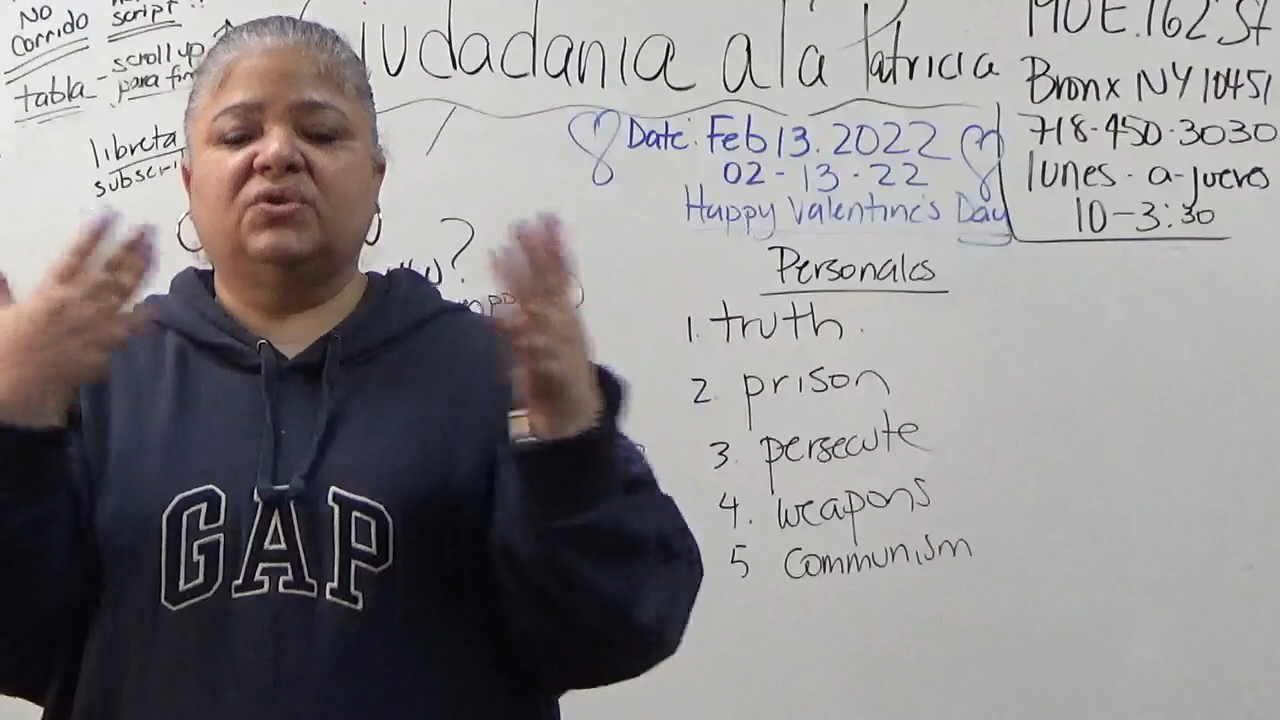 NO
Corrido
script
tabla - scroll up
para fin
libreta
subscri
iudadania a la Patricia
Date: Feb 13. 2022
02-13-22
Happy Valentine's Day
190 E. 162 St
Bronx NY 10451
718-450-3030
lunes-a-jueves
10-3:30
?
Personales
1. truth.
2. prison
3. persecute
4. weapons
5 Communism
GAP